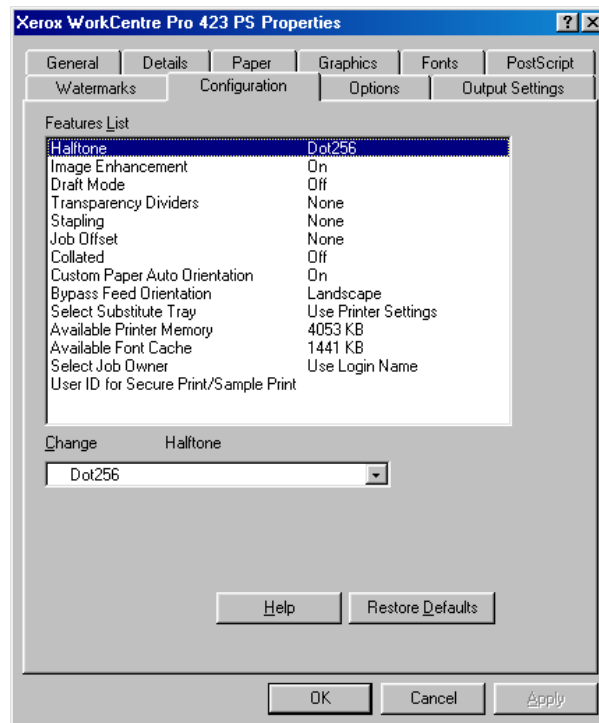 Xerox WorkCentre Pro 423 PS Properties
General Details Paper Graphics Fonts PostScript
Watermarks Configuration Options Output Settings
Features List
Halftone Dot256
Image Enhancement On
Draft Mode Off
Transparency Dividers None
Stapling None
Job Offset None
Collated Off
Custom Paper Auto Orientation On
Bypass Feed Orientation Landscape
Select Substitute Tray Use Printer Settings
Available Printer Memory 4053 KB
Available Font Cache 1441 KB
Select Job Owner Use Login Name
User ID for Secure Print/Sample Print
Change Halftone
Dot256
Help Restore Defaults
OK Cancel Apply